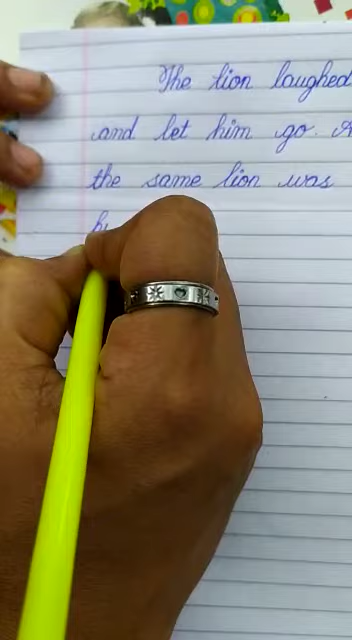 The lion laughed
and let him go.
the same lion was